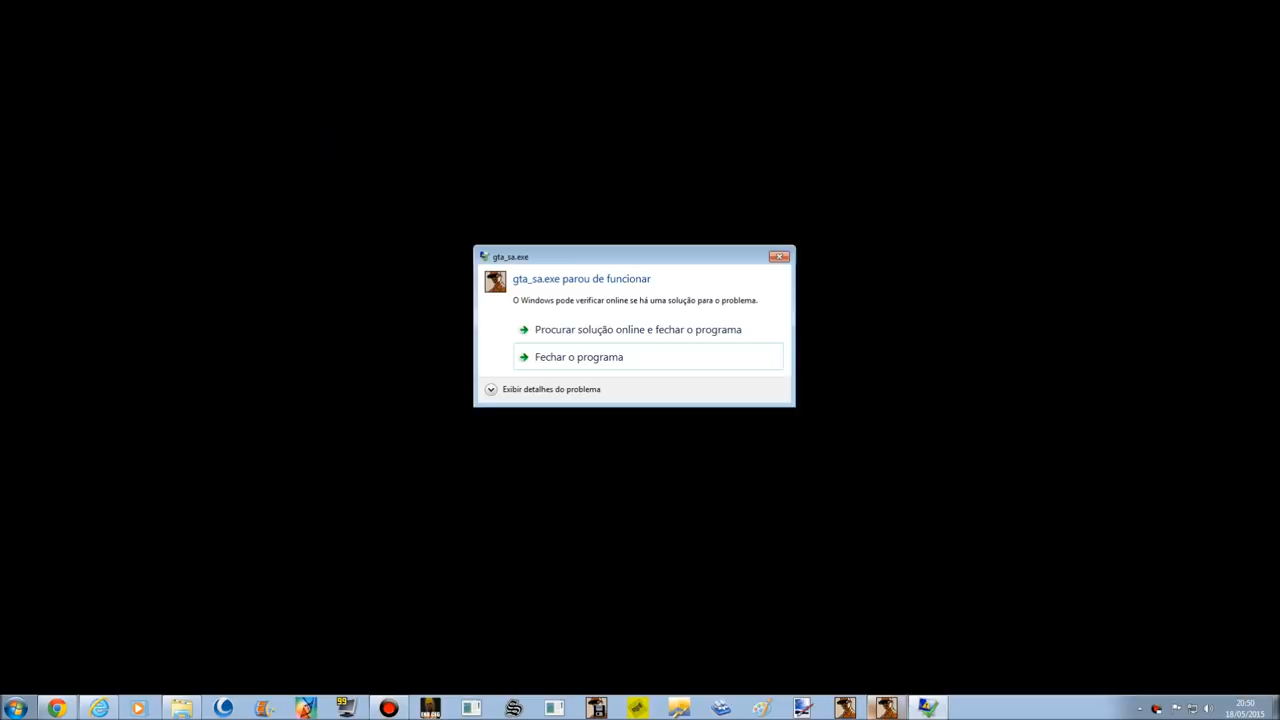 gta_sa.exe
gta_sa.exe parou de funcionar
O Windows pode verificar online se há uma solução para o problema.
Procurar solução online e fechar o programa
Fechar o programa
Exibir detalhes do problema
99
20:50
18/05/2015